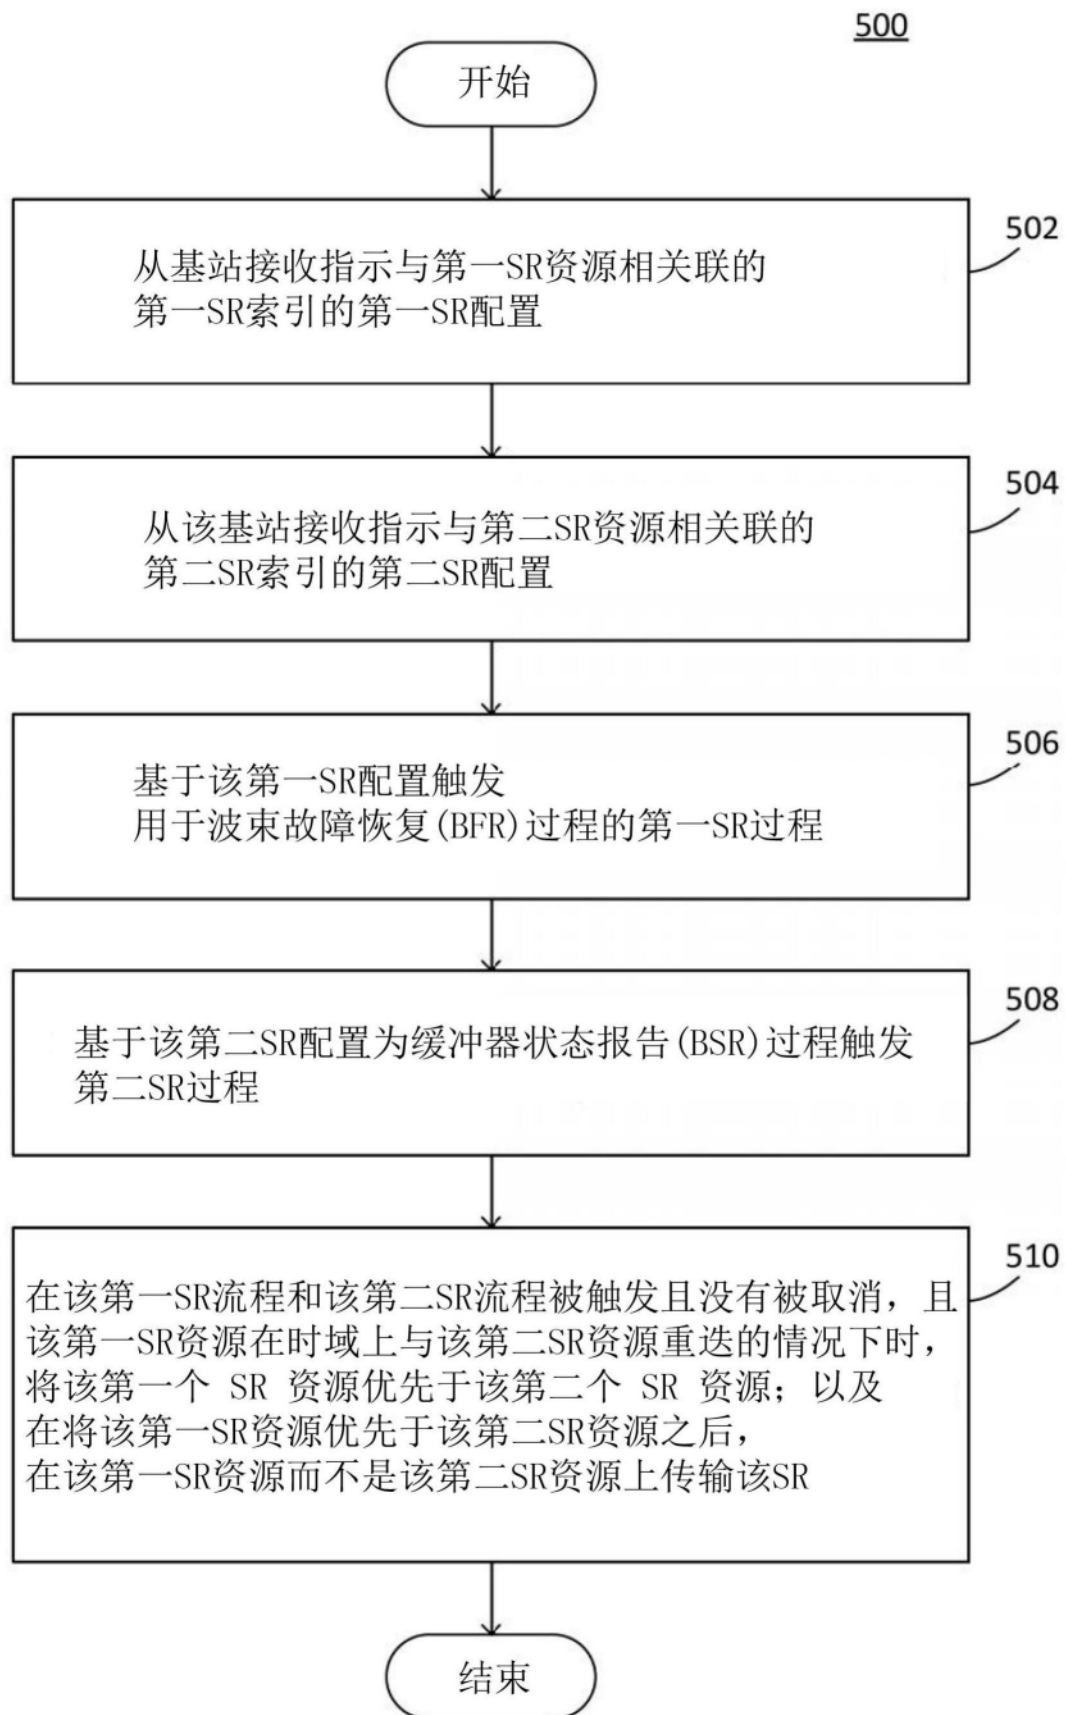 500
开始
502
从基站接收指示与第一SR资源相关联的
第一SR索引的第一SR配置
504
从该基站接收指示与第二SR资源相关联的
第二SR索引的第二SR配置
506
基于该第一SR配置触发
用于波束故障恢复(BFR)过程的第一SR过程
508
基于该第二SR配置为缓冲器状态报告(BSR)过程触发
第二SR过程
510
在该第一SR流程和该第二SR流程被触发且没有被取消，且
该第一SR资源在时域上与该第二SR资源重迭的情况下时，
将该第一个 SR 资源优先于该第二个 SR 资源；以及
在将该第一SR资源优先于该第二SR资源之后，
在该第一SR资源而不是该第二SR资源上传输该SR
结束